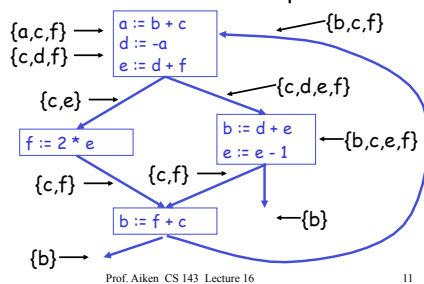 {b,c,f}
a := b + c
{a,c,f}
d := -a
{c,d,f}
e := d + f
{c,e}
{c,d,e,f}
f := 2 * e
b := d + e
e := e - 1
{b,c,e,f}
{c,f}
{c,f}
b := f + c
{b}
{b}
Prof. Aiken CS 143 Lecture 16
11